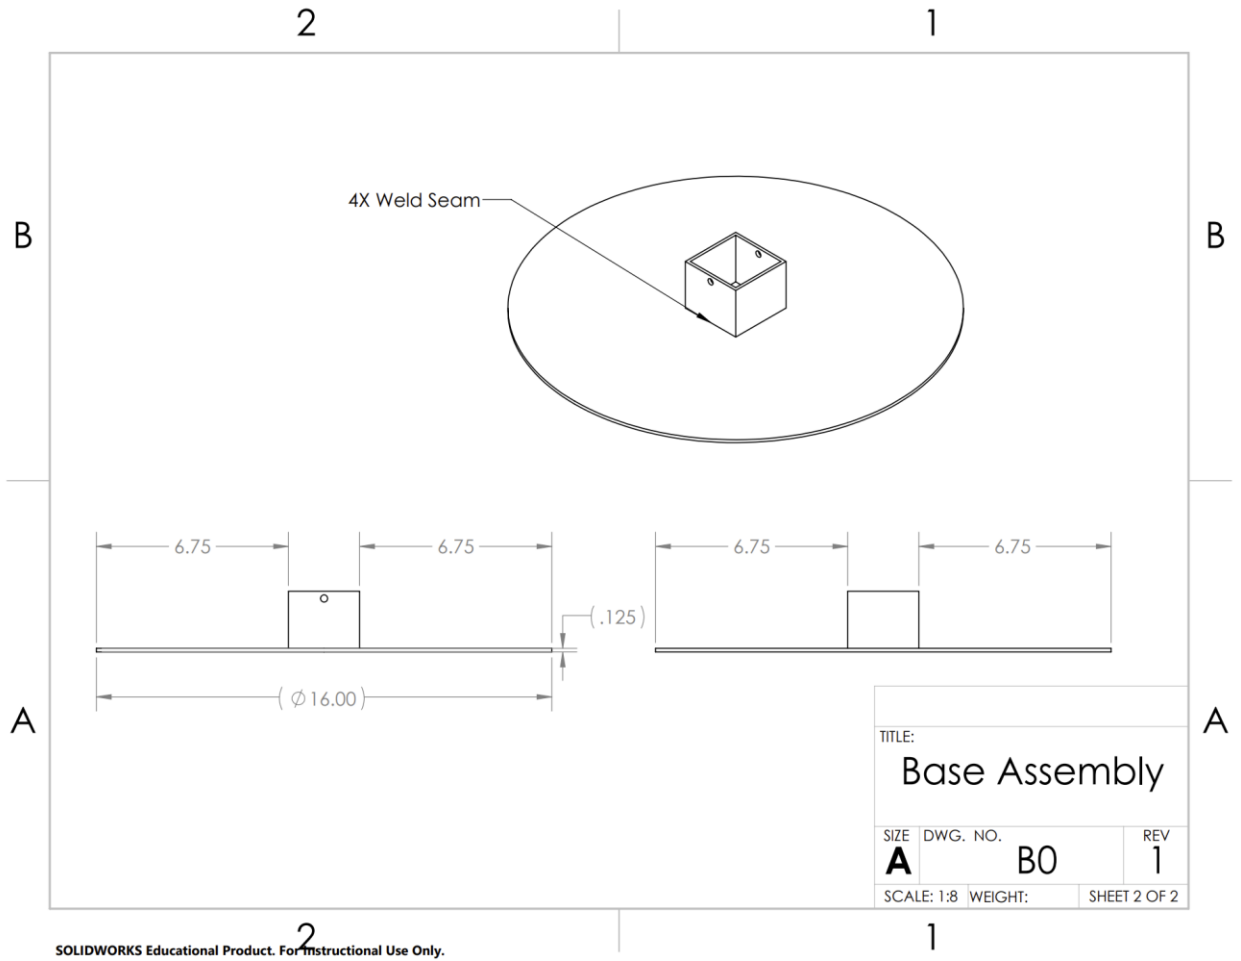 2 1
B B
4X Weld Seam
6.75 6.75 6.75 6.75
(.125)
(Ø16.00)
A A
TITLE:
Base Assembly
SIZE DWG. NO. REV
A B0 1
SCALE: 1:8 WEIGHT: SHEET 2 OF 2
2 1
SOLIDWORKS Educational Product. For Instructional Use Only.